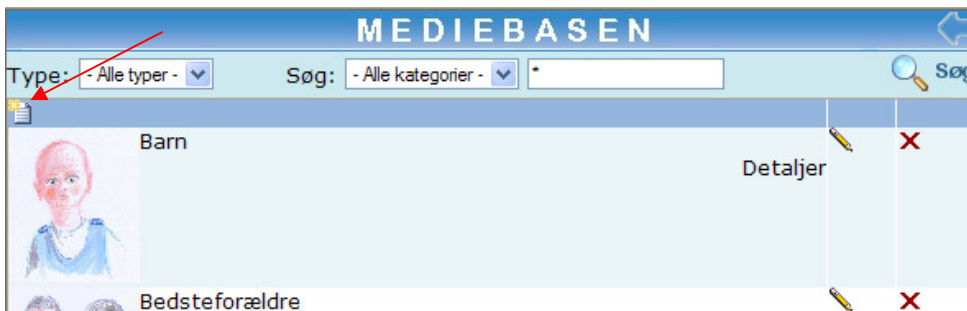 MEDIEBASEN
Type: - Alle typer - Søg: - Alle kategorier - * Søg
Barn
Detaljer
Bedsteforældre